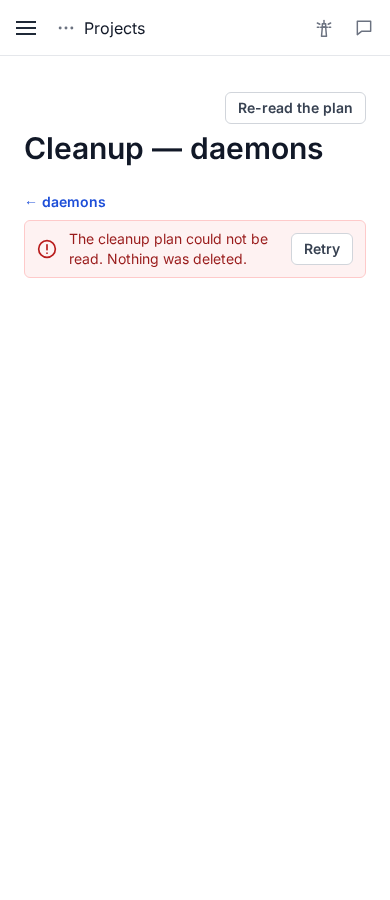 Projects
Re-read the plan
Cleanup — daemons
← daemons
The cleanup plan could not be
read. Nothing was deleted.
Retry